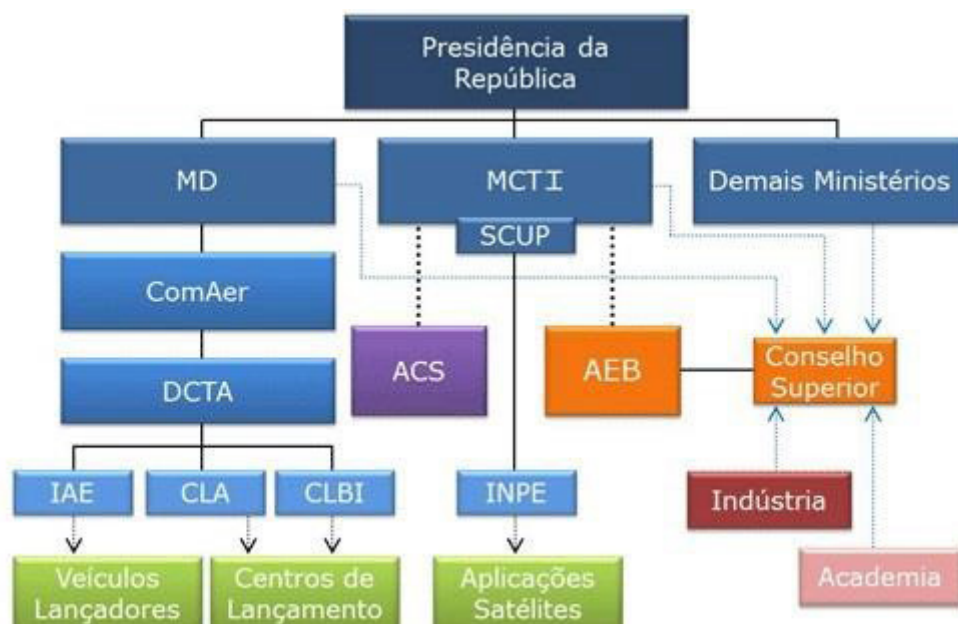 Presidência da
República
MD
MCTI
Demais Ministérios
SCUP
ComAer
ACS
AEB
Conselho
Superior
DCTA
IAE
CLA
CLBI
INPE
Indústria
Veículos
Lançadores
Centros de
Lançamento
Aplicações
Satélites
Academia